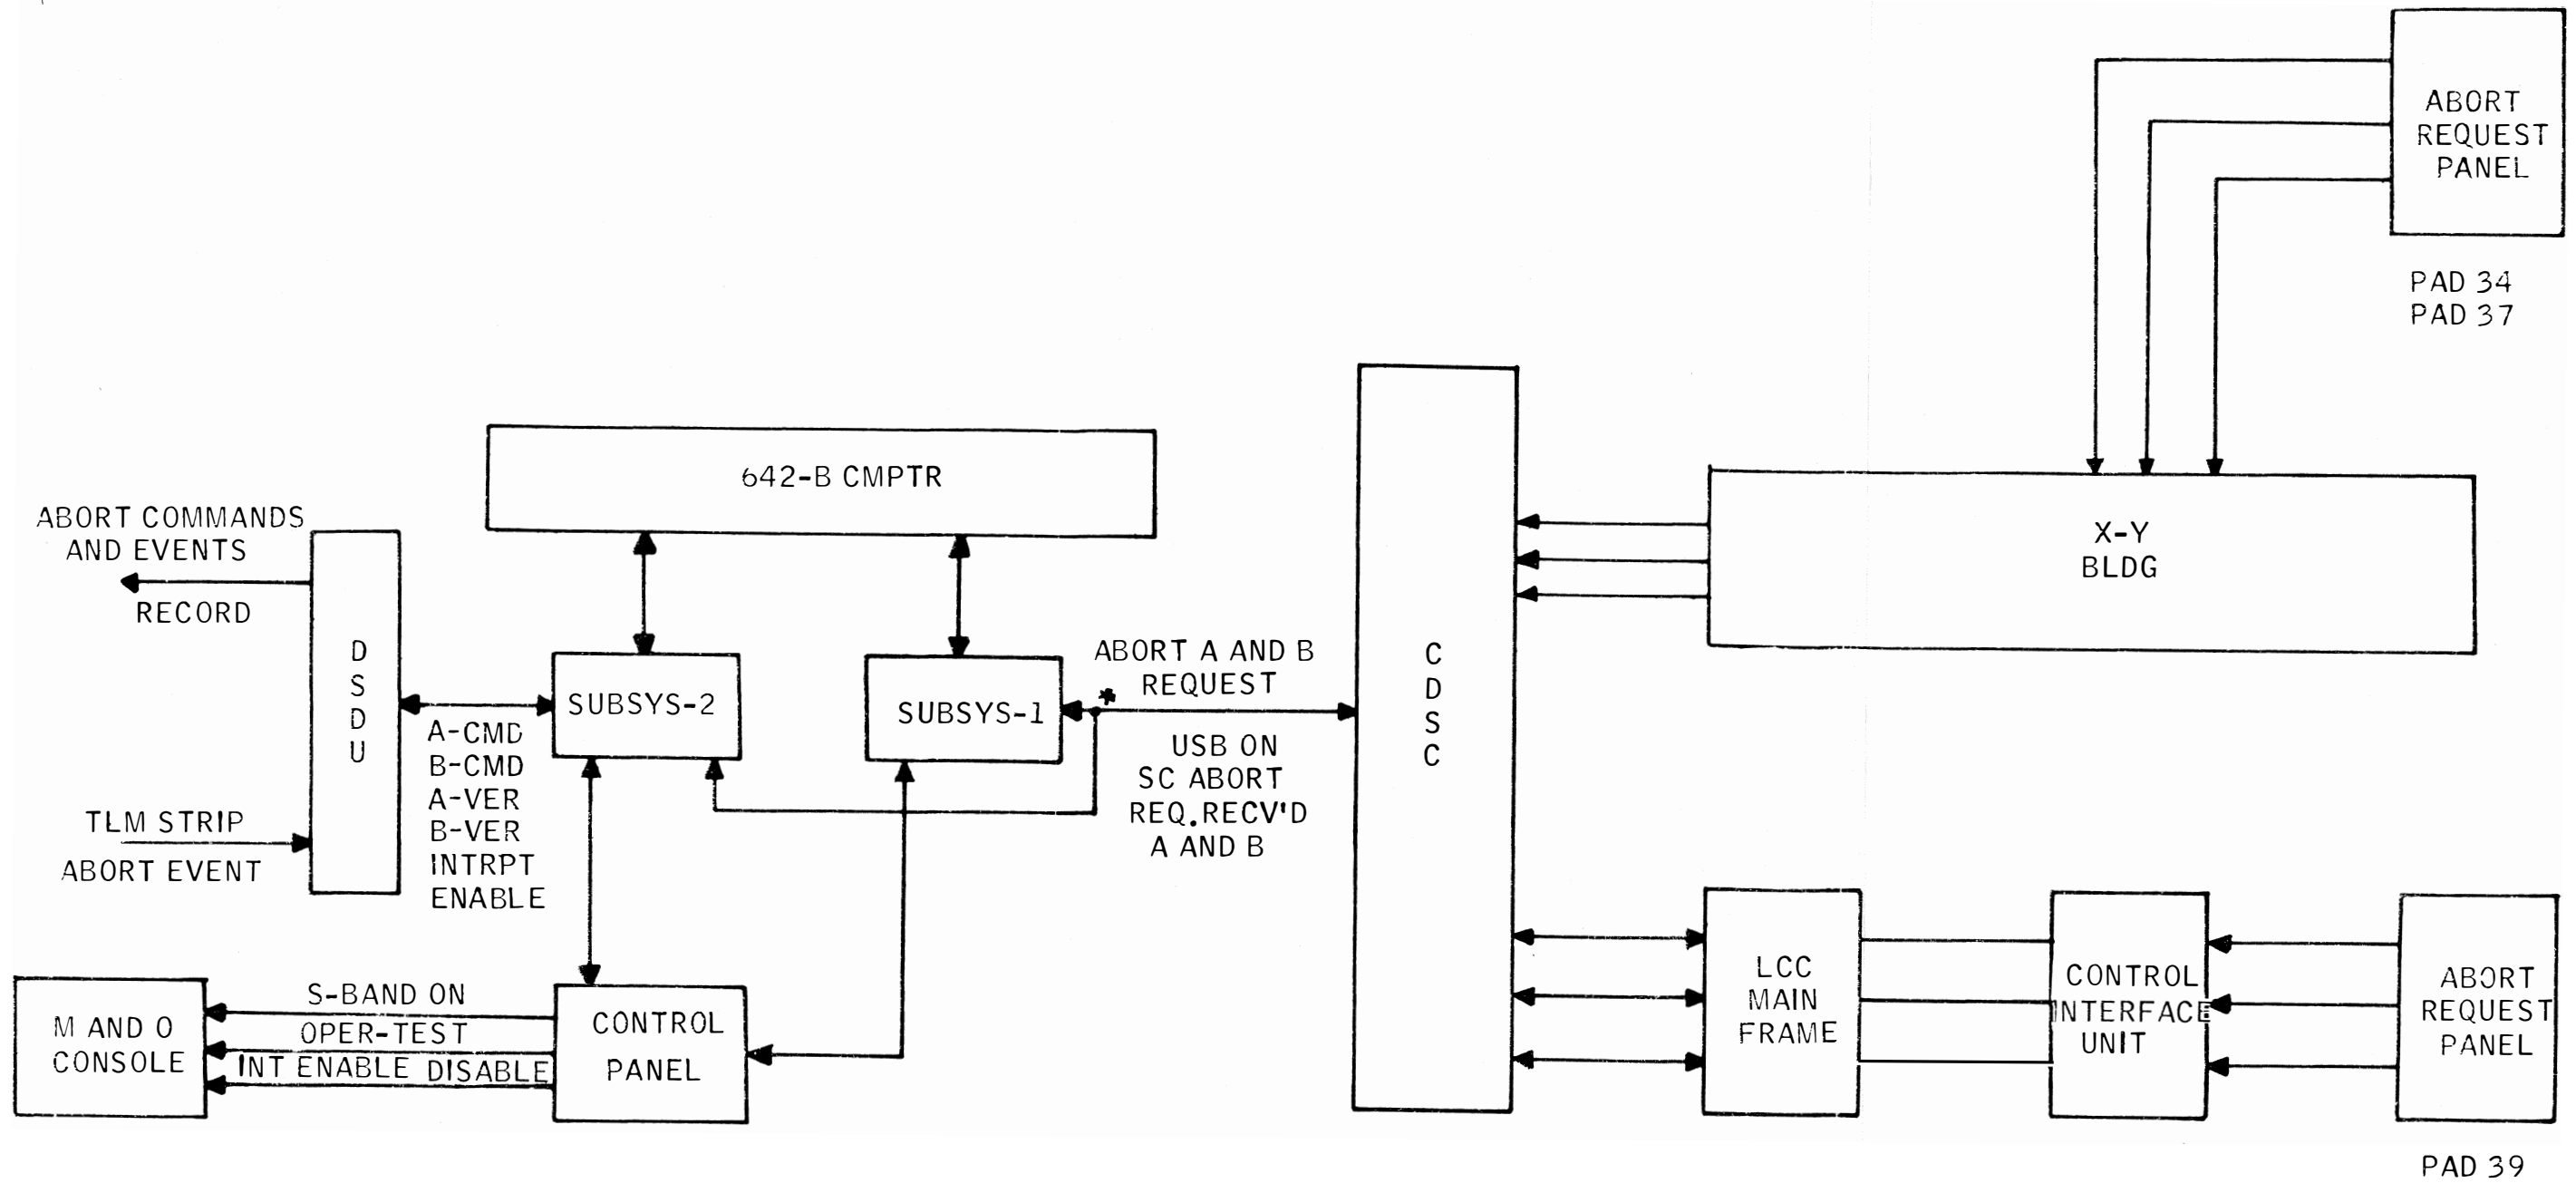 ABORT
REQUEST
PANEL
PAD 34
PAD 37
642-B CMPTR
ABORT COMMANDS
AND EVENTS
RECORD
D
S
D
U
TLM STRIP
ABORT EVENT
A-CMD
B-CMD
A-VER
B-VER
INTRPT
ENABLE
SUBSYS-2
SUBSYS-1
*
ABORT A AND B
REQUEST
USB ON
SC ABORT
REQ. RECV'D
A AND B
C
D
S
C
X-Y
BLDG
M AND O
CONSOLE
S-BAND ON
OPER-TEST
INT ENABLE DISABLE
CONTROL
PANEL
LCC
MAIN
FRAME
CONTROL
INTERFACE
UNIT
ABORT
REQUEST
PANEL
PAD 39